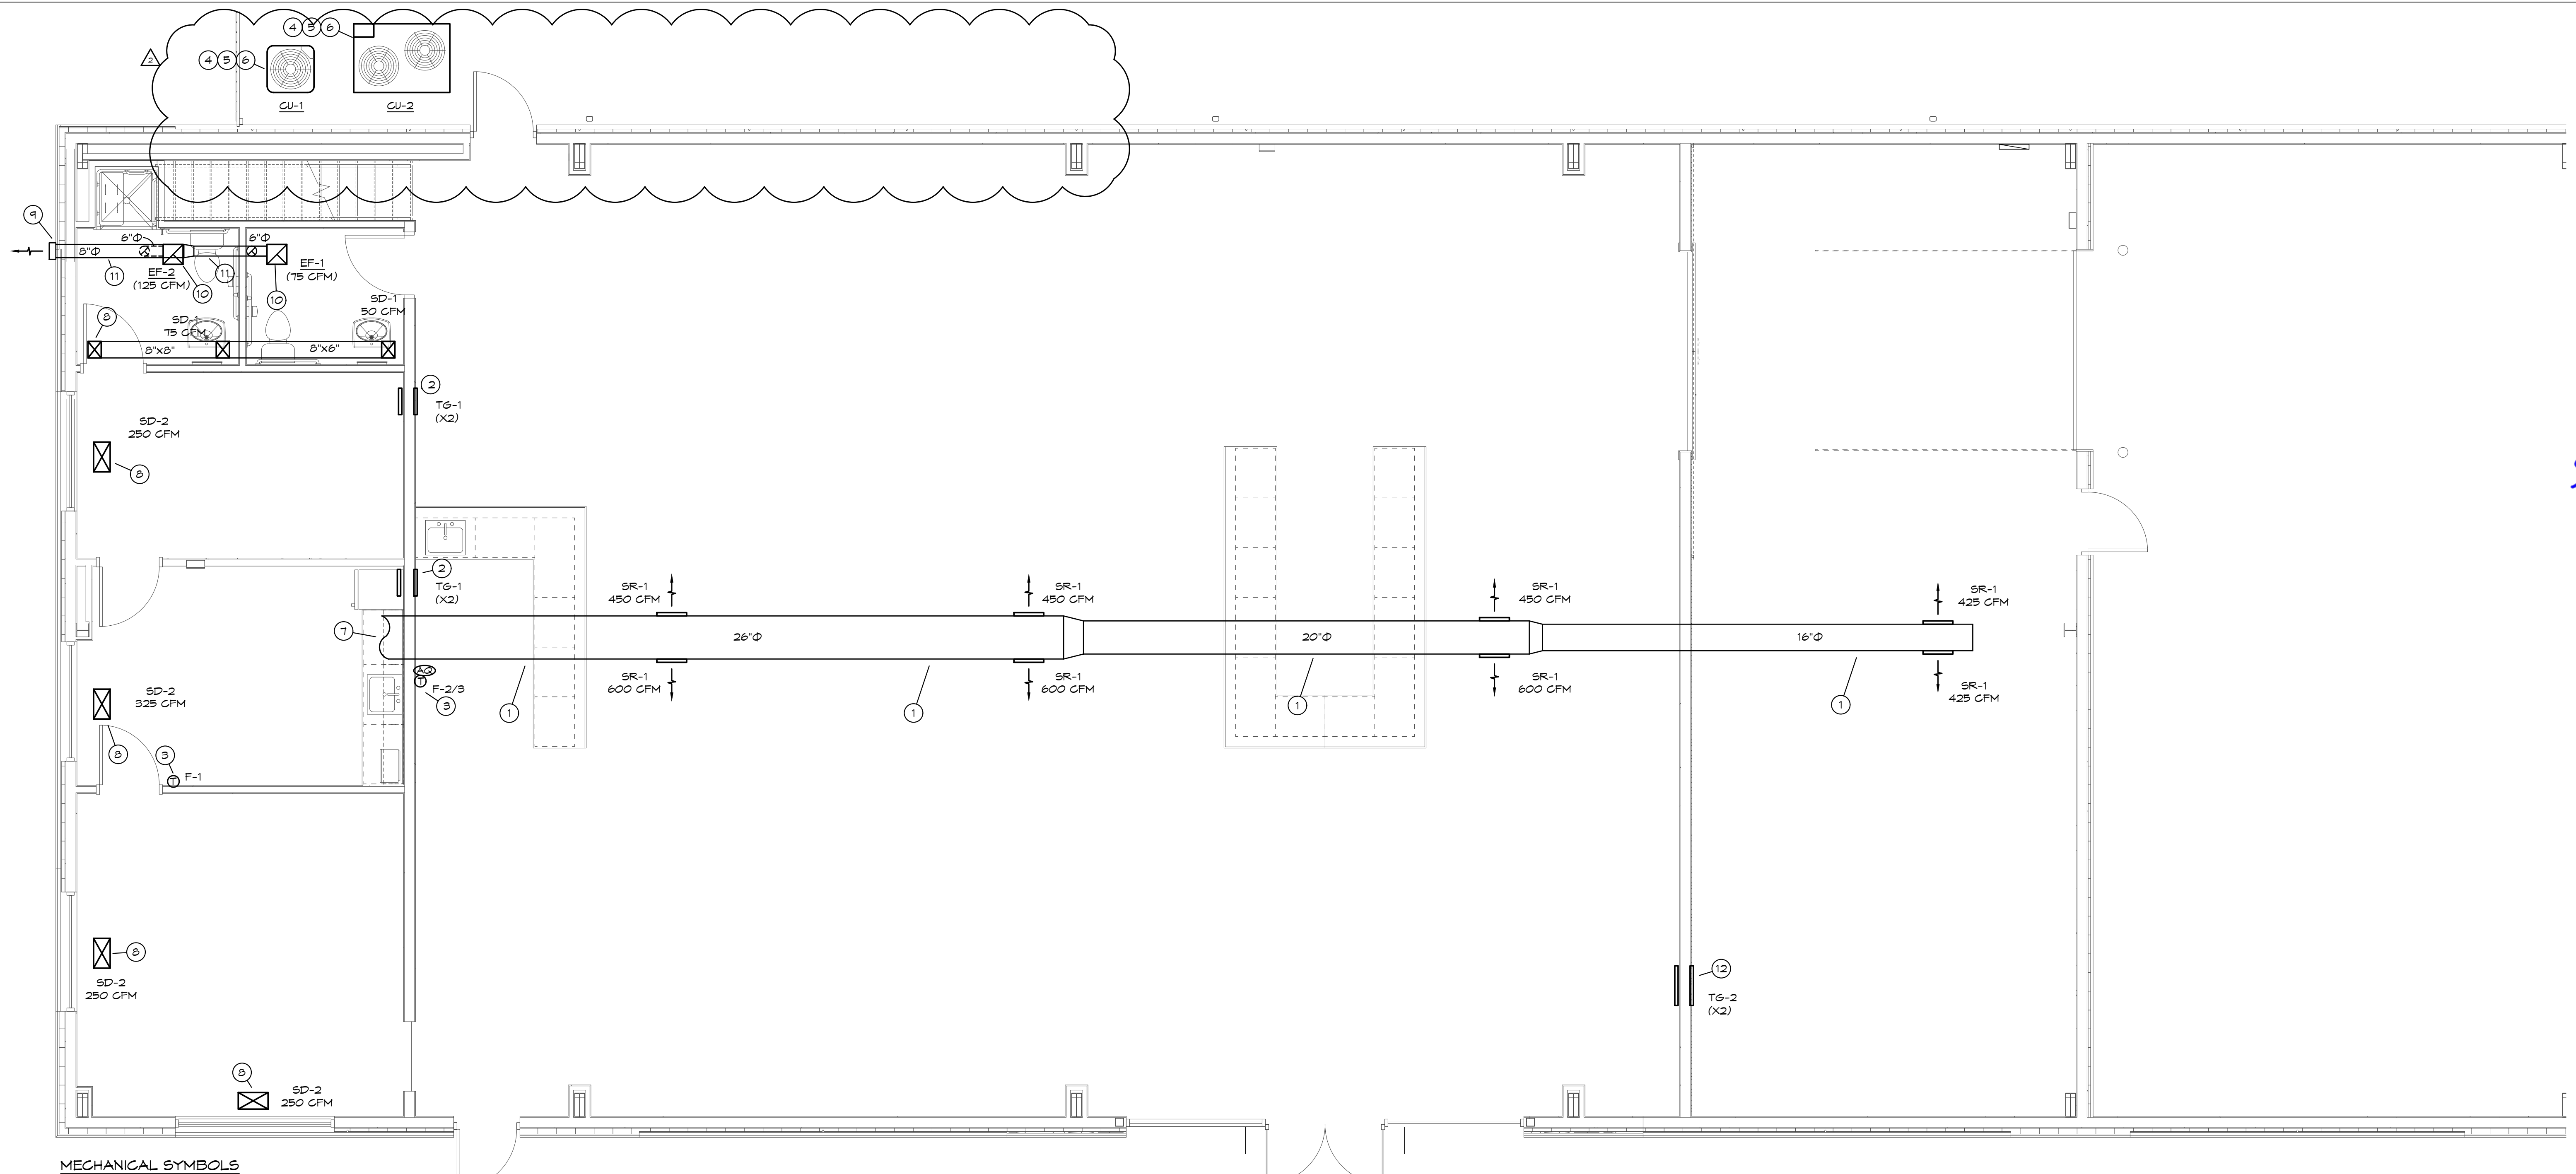 4 5 6
2
4 5 6
CU-1
CU-2
9
6"Φ
6"Φ
8"Φ
11
11
EF-2
(125 CFM)
10
EF-1
(75 CFM)
10
SD-1
50 CFM
8
SD-1
75 CFM
8"X8"
8"X6"
2
TG-1
(X2)
SD-2
250 CFM
8
2
TG-1
(X2)
SR-1
450 CFM
SR-1
450 CFM
SR-1
450 CFM
SR-1
425 CFM
7
26"Φ
20"Φ
16"Φ
AQ
T
F-2/3
3
SR-1
600 CFM
SR-1
600 CFM
SR-1
600 CFM
SR-1
425 CFM
1
1
1
1
SD-2
325 CFM
8
3
T
F-1
8
SD-2
250 CFM
12
TG-2
(X2)
8
SD-2
250 CFM
MECHANICAL SYMBOLS